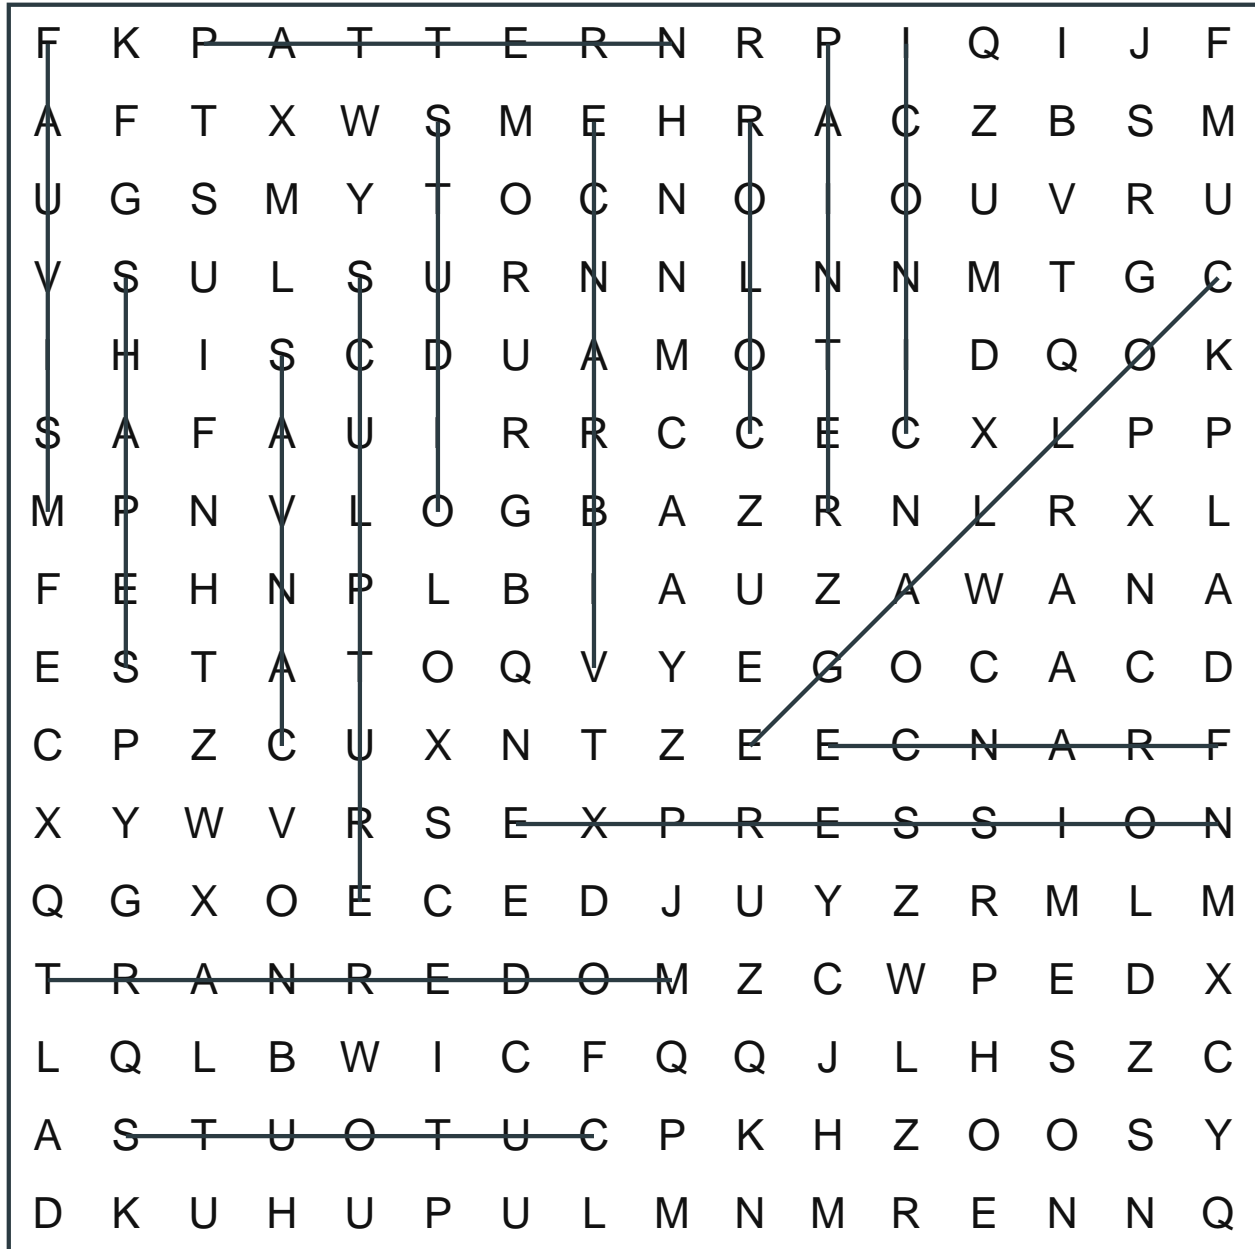 F K P A T T E R N R P I Q I J F
A F T X W S M E H R A C Z B S M
U G S M Y T O C N O I O U V R U
V S U L S U R N N L N N M T G C
I H I S C D U A M O T I D Q O K
S A F A U I R R C C E C X L P P
M P N V L O G B A Z R N L R X L
F E H N P L B I A U Z A W A N A
E S T A T O Q V Y E G O C A C D
C P Z C U X N T Z E E C N A R F
X Y W V R S E X P R E S S I O N
Q G X O E C E D J U Y Z R M L M
T R A N R E D O M Z C W P E D X
L Q L B W I C F Q Q J L H S Z C
A S T U O T U C P K H Z O O S Y
D K U H U P U L M N M R E N N Q